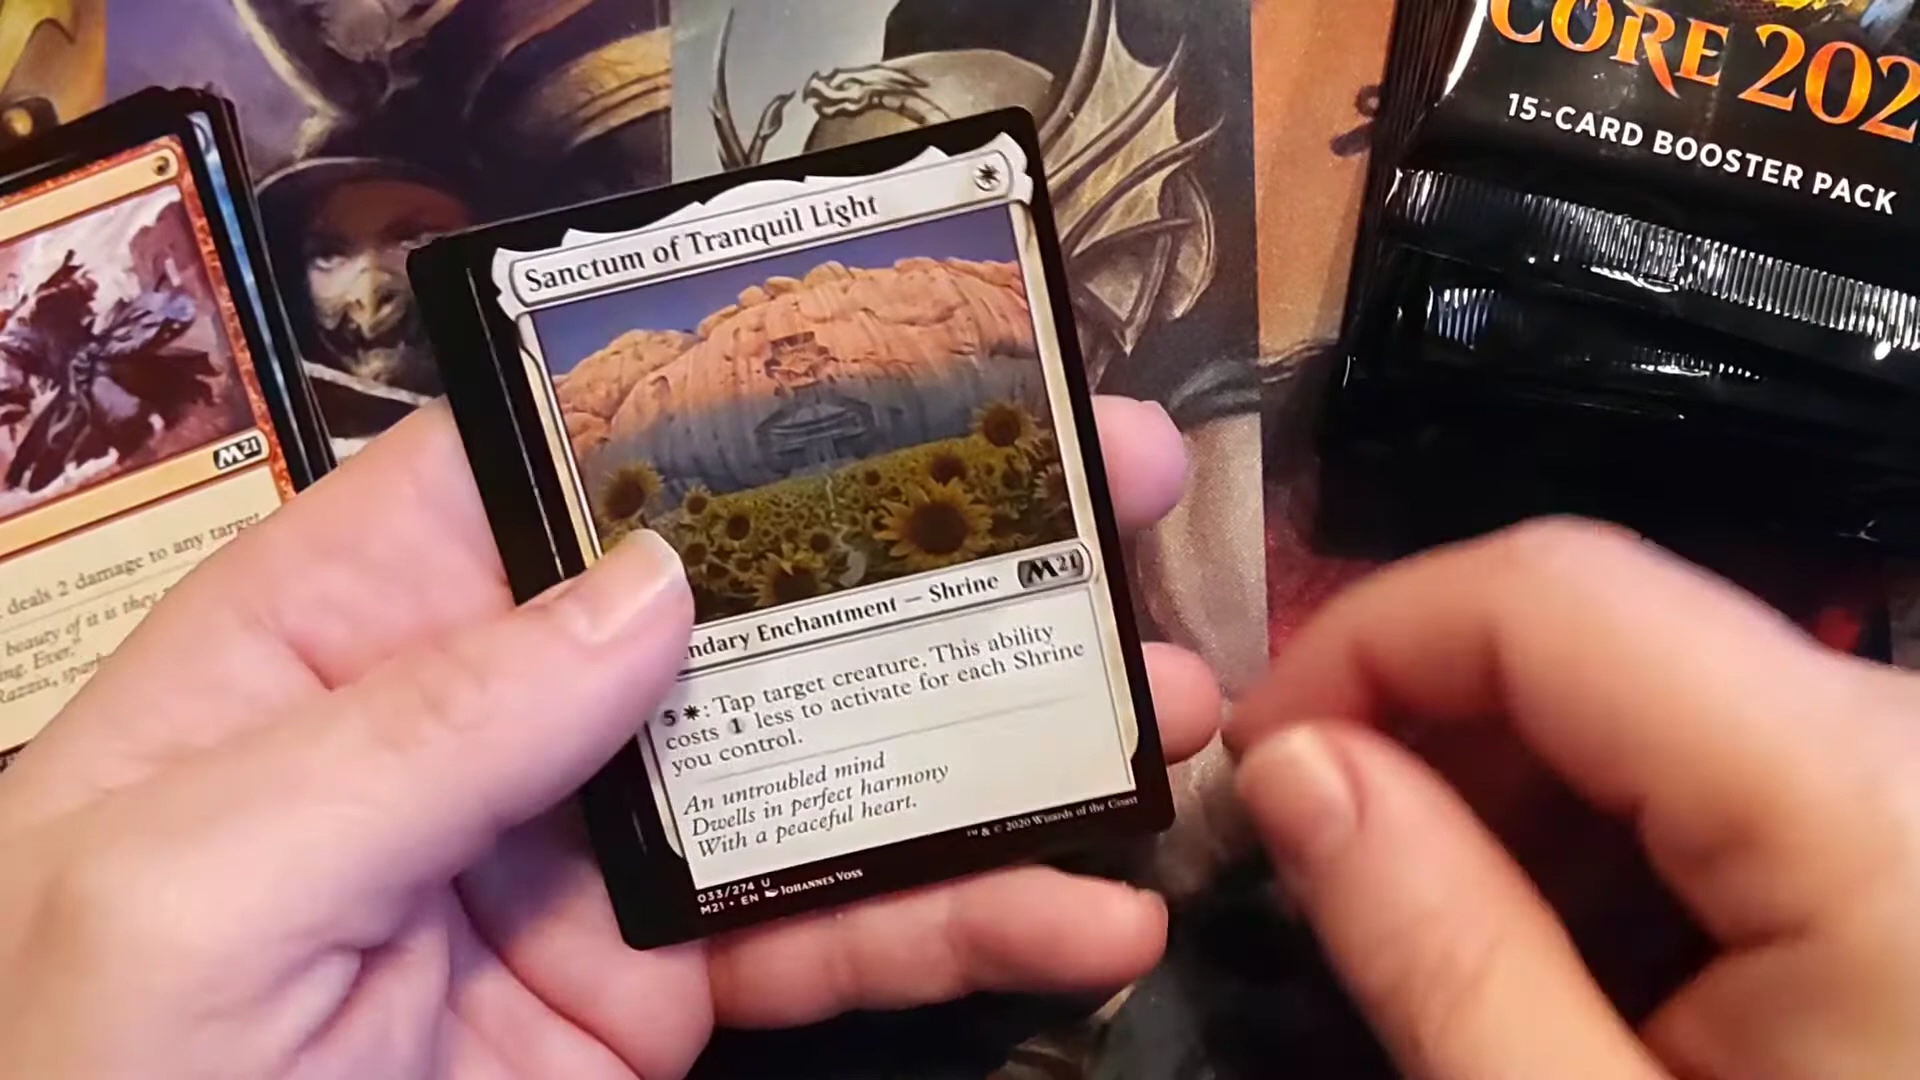 CORE 202
15-CARD BOOSTER PACK
Sanctum of Tranquil Light
M21
ndary Enchantment — Shrine
5 : Tap target creature. This ability
costs 1 less to activate for each Shrine
you control.
An untroubled mind
Dwells in perfect harmony
With a peaceful heart.
033/274 U
M21 • EN JOHANNES VOSS
™ & © 2020 Wizards of the Coast
M21
deals 2 damage to any target
beauty of it is they
ng. Ever."
Razzix, spark